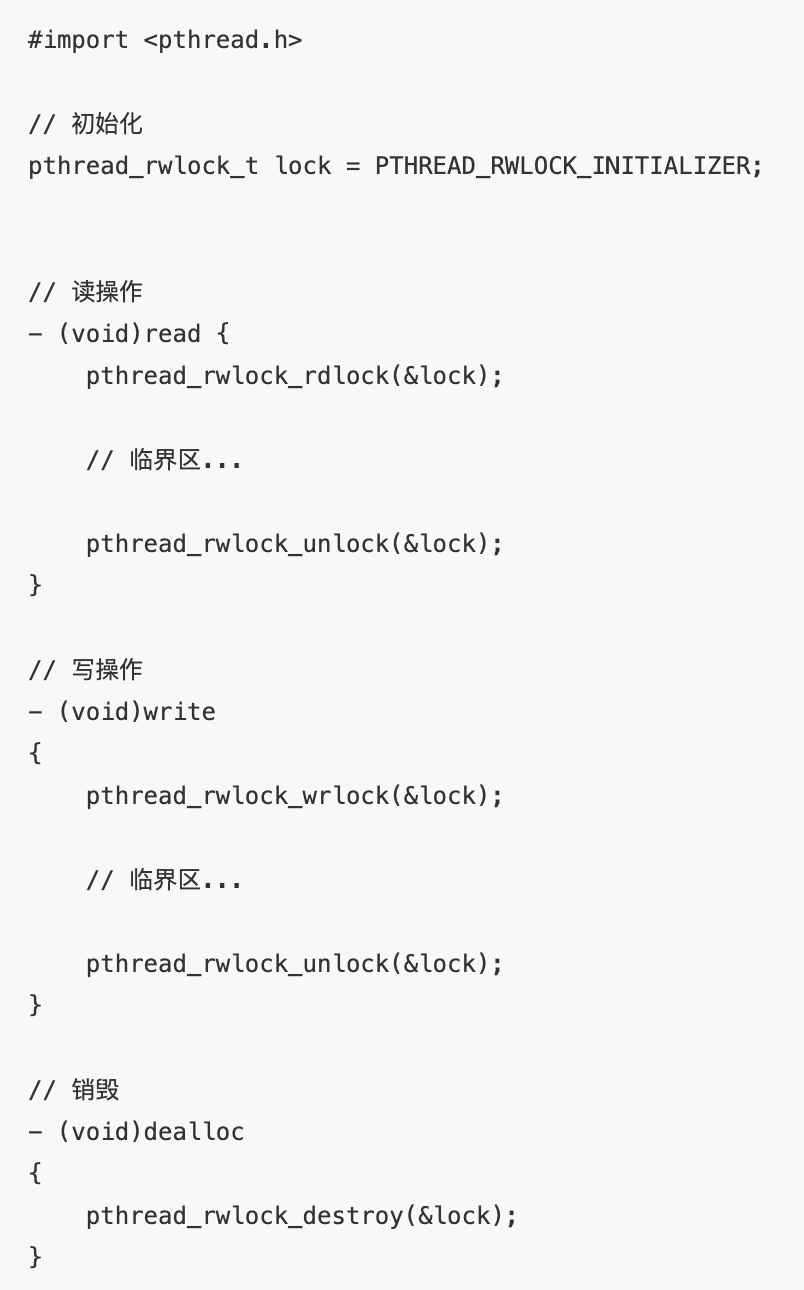 #import <pthread.h>
// 初始化
pthread_rwlock_t lock = PTHREAD_RWLOCK_INITIALIZER;
// 读操作
- (void)read {
    pthread_rwlock_rdlock(&lock);
    // 临界区...
    pthread_rwlock_unlock(&lock);
}
// 写操作
- (void)write
{
    pthread_rwlock_wrlock(&lock);
    // 临界区...
    pthread_rwlock_unlock(&lock);
}
// 销毁
- (void)dealloc
{
    pthread_rwlock_destroy(&lock);
}